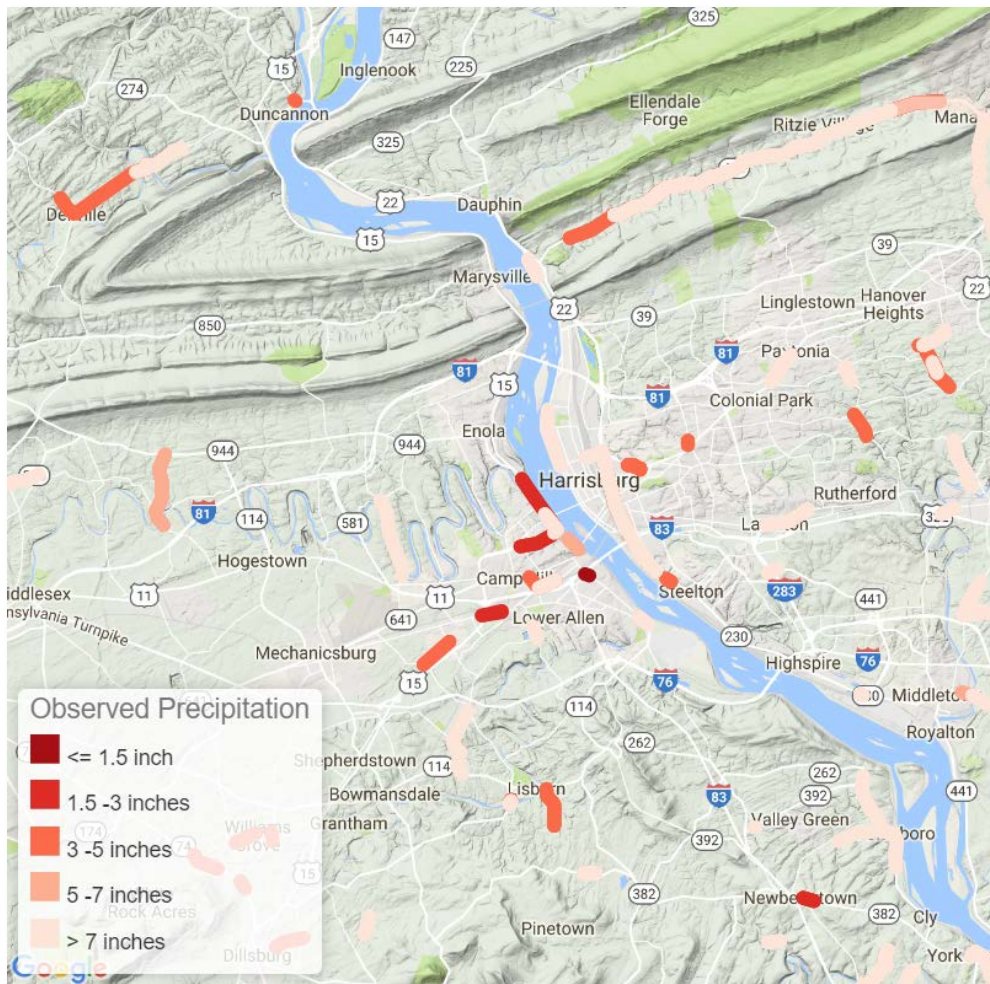 325
147
15
Inglenook
225
274
Ellendale
Forge
Duncannon
Ritzie Village
325
22
Dauphin
15
39
Marysville
22
Linglestown
Hanover
Heights
22
39
850
81
81
Paxtonia
15
81
Colonial Park
Enola
944
944
Harrisburg
Rutherford
81
114
581
83
Hogestown
11
Camp Hill
11
Steelton
283
441
nsylvania Turnpike
641
Lower Allen
230
Mechanicsburg
Highspire
76
15
76
Royalton
114
262
Shepherdstown
114
262
Lisburn
392
441
Bowmansdale
83
Valley Green
174
Williams
Grove
Grantham
392
74
15
382
Rock Acres
Newberrytown
382
Cly
Pinetown
York
Dillsburg
Observed Precipitation
<= 1.5 inch
1.5 -3 inches
3 -5 inches
5 -7 inches
> 7 inches
Google